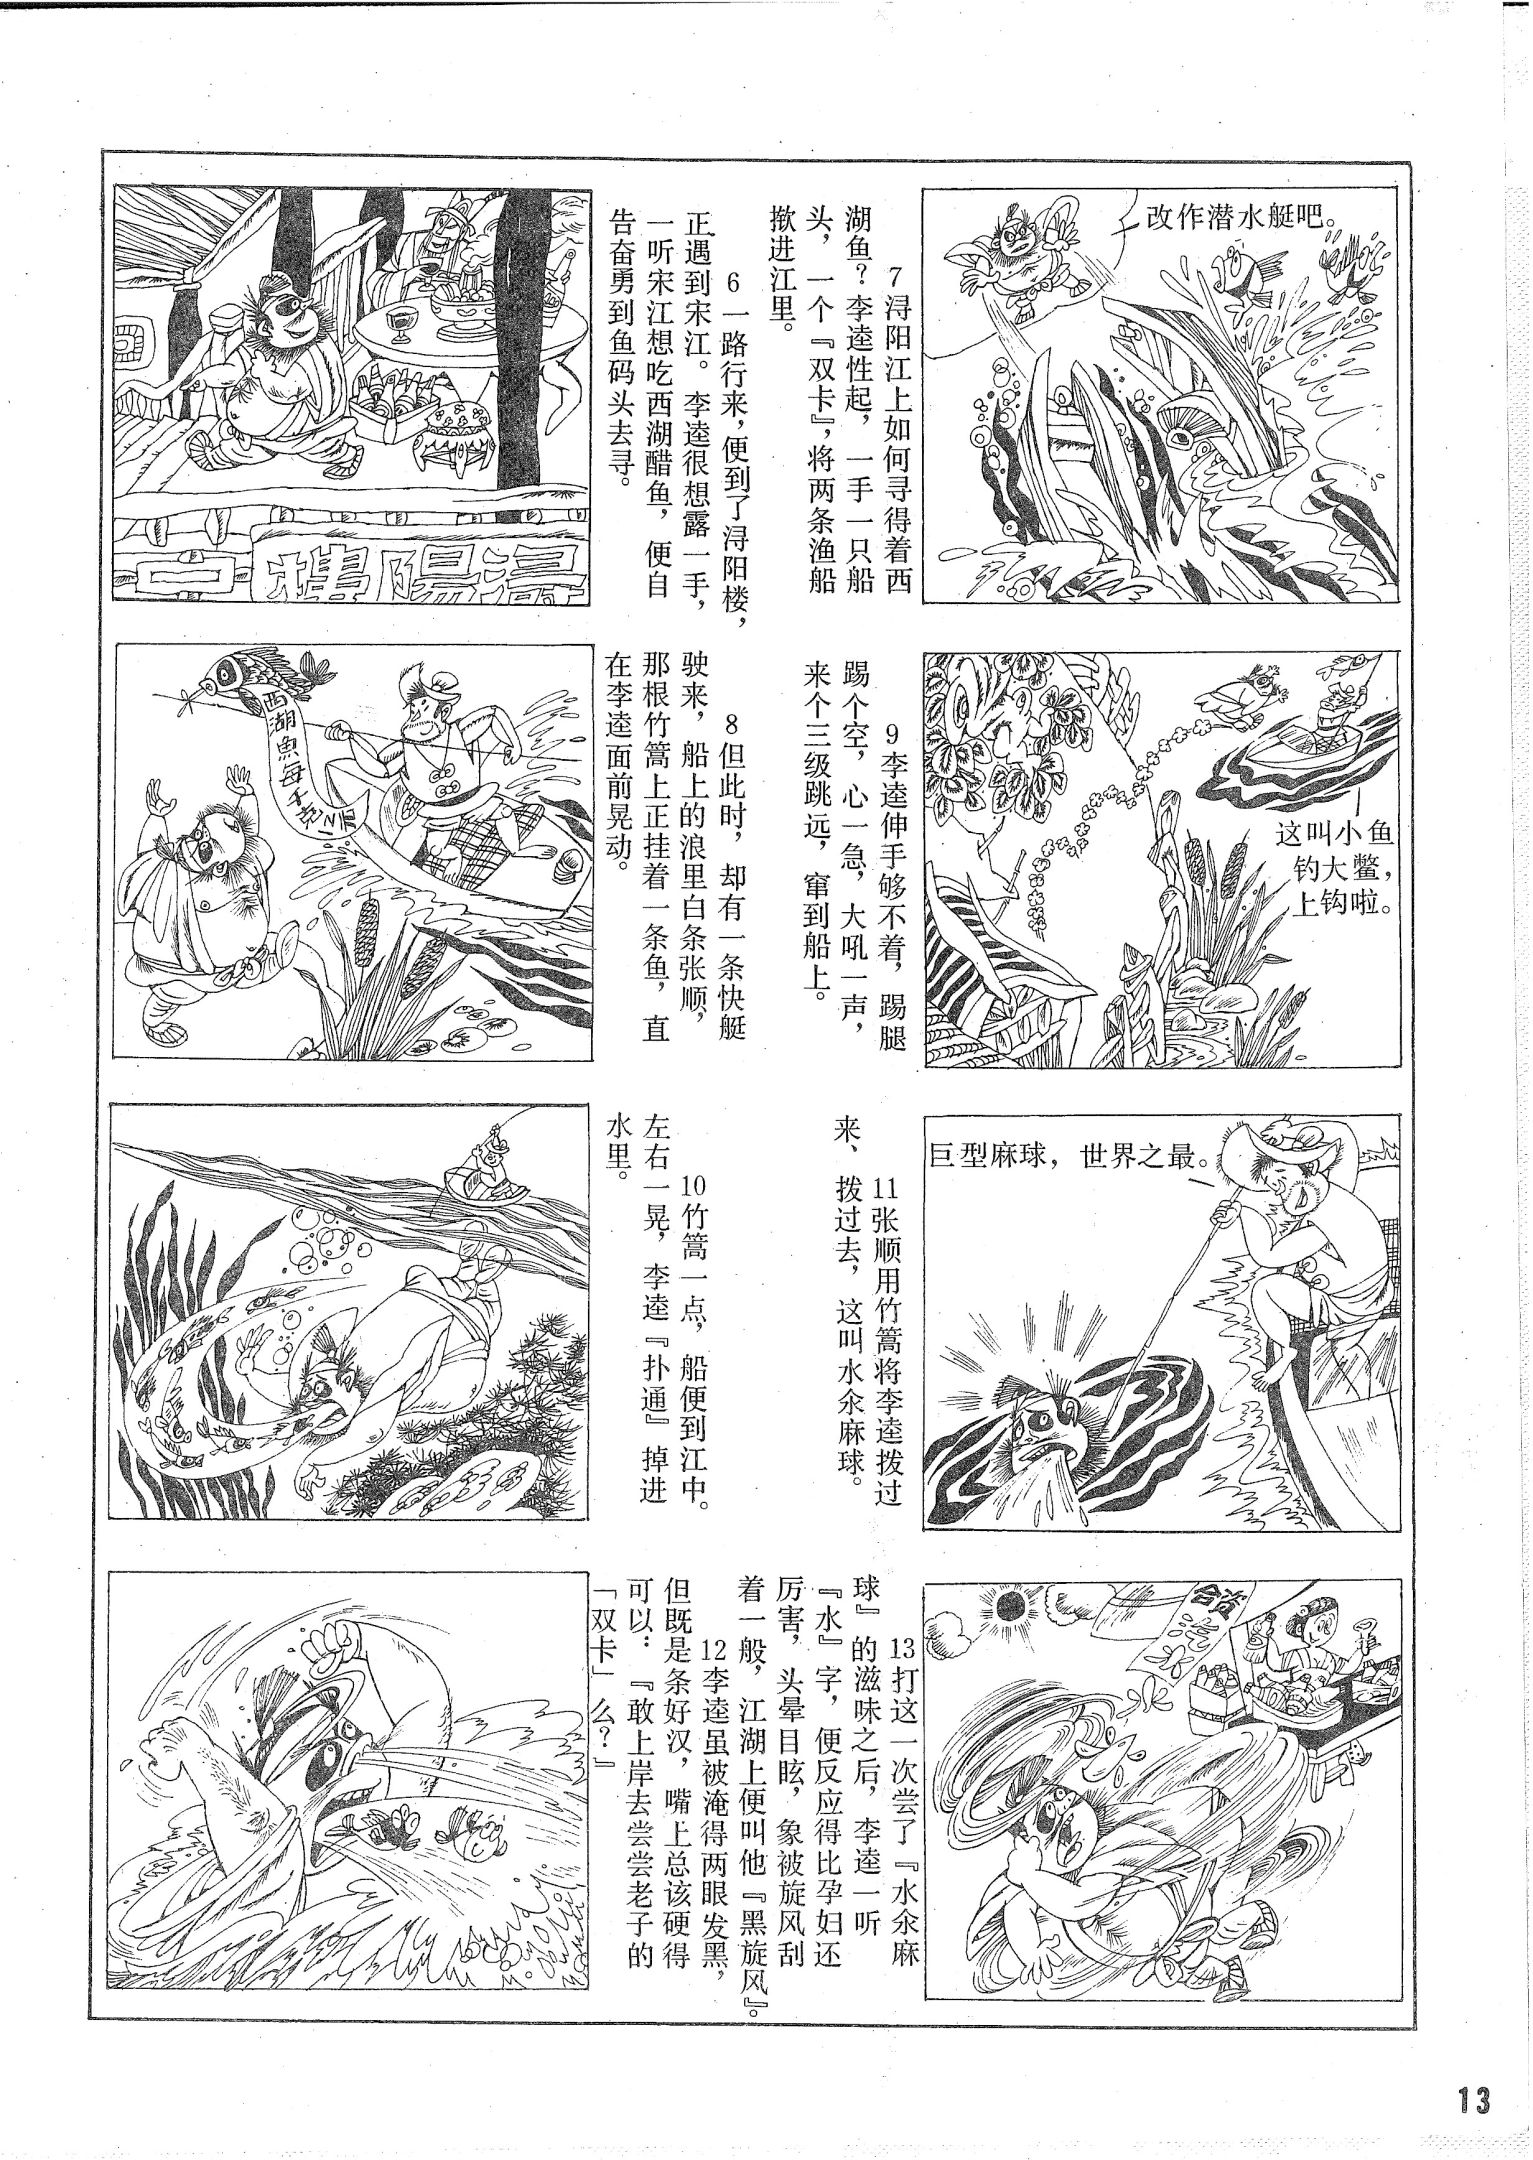 6一路行来，便到了浔阳楼，
正遇到宋江。李逵很想露一手，
一听宋江想吃西湖醋鱼，便自
告奋勇到鱼码头去寻。
樓陽潯
改作潜水艇吧。
7浔阳江上如何寻得着西
湖鱼？李逵性起，一手一只船
头，一个『双卡』，将两条渔船
揿进江里。
8但此时，却有一条快艇
驶来，船上的浪里白条张顺，
那根竹篙上正挂着一条鱼，直
在李逵面前晃动。
西湖魚每千克
9李逵伸手够不着，踢腿
踢个空，心一急，大吼一声，
来个三级跳远，窜到船上。
这叫小鱼
钓大鳖，
上钩啦。
10竹篙一点，船便到江中。
左右一晃，李逵『扑通』掉进
水里。
巨型麻球，世界之最。
11张顺用竹篙将李逵拨过
来、拨过去，这叫水氽麻球。
12李逵虽被淹得两眼发黑，
但既是条好汉，嘴上总该硬得
可以：『敢上岸去尝尝老子的
「双卡」么？』
13打这一次尝了『水氽麻
球』的滋味之后，李逵一听
『水』字，便反应得比孕妇还
厉害，头晕目眩，象被旋风刮
着一般，江湖上便叫他『黑旋风』。
合资
汽水
13